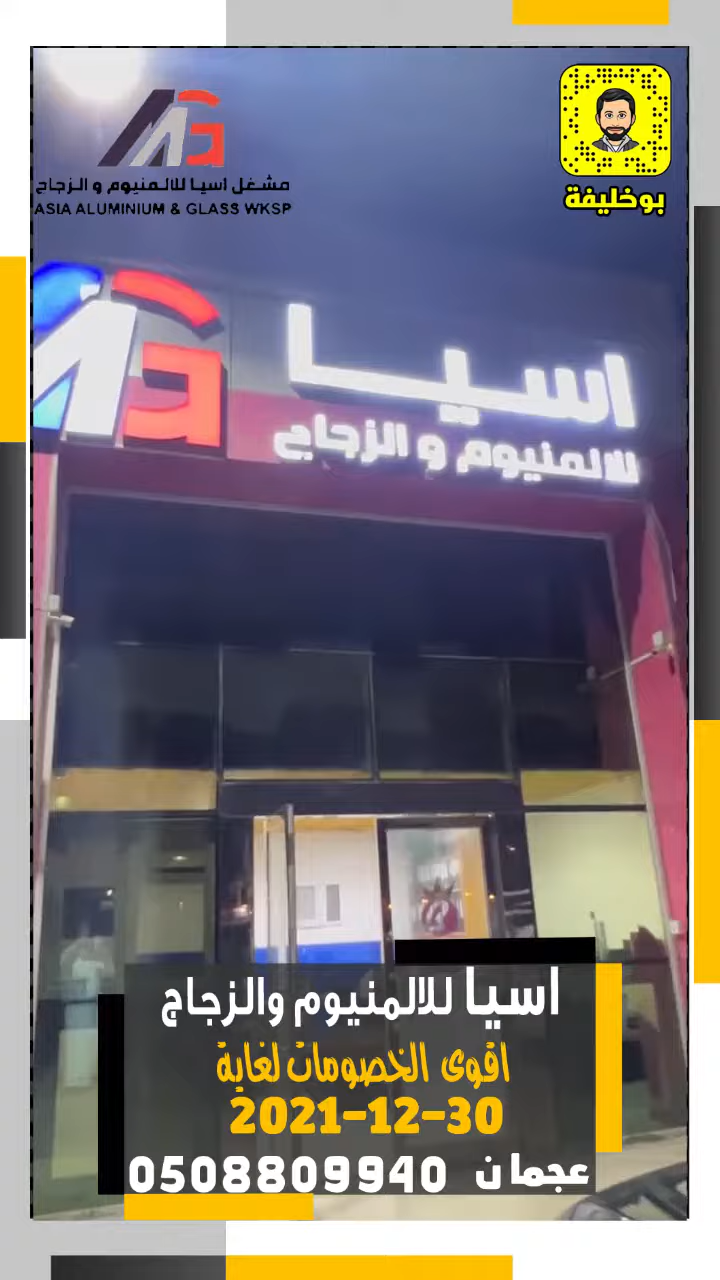 مشغل اسيا للالمنيوم و الزجاج
ASIA ALUMINIUM & GLASS WKSP
بوخليفة
اسيا
للالمنيوم و الزجاج
اسيا للالمنيوم والزجاج
اقوى الخصومات لغاية
2021-12-30
عجمان 0508809940